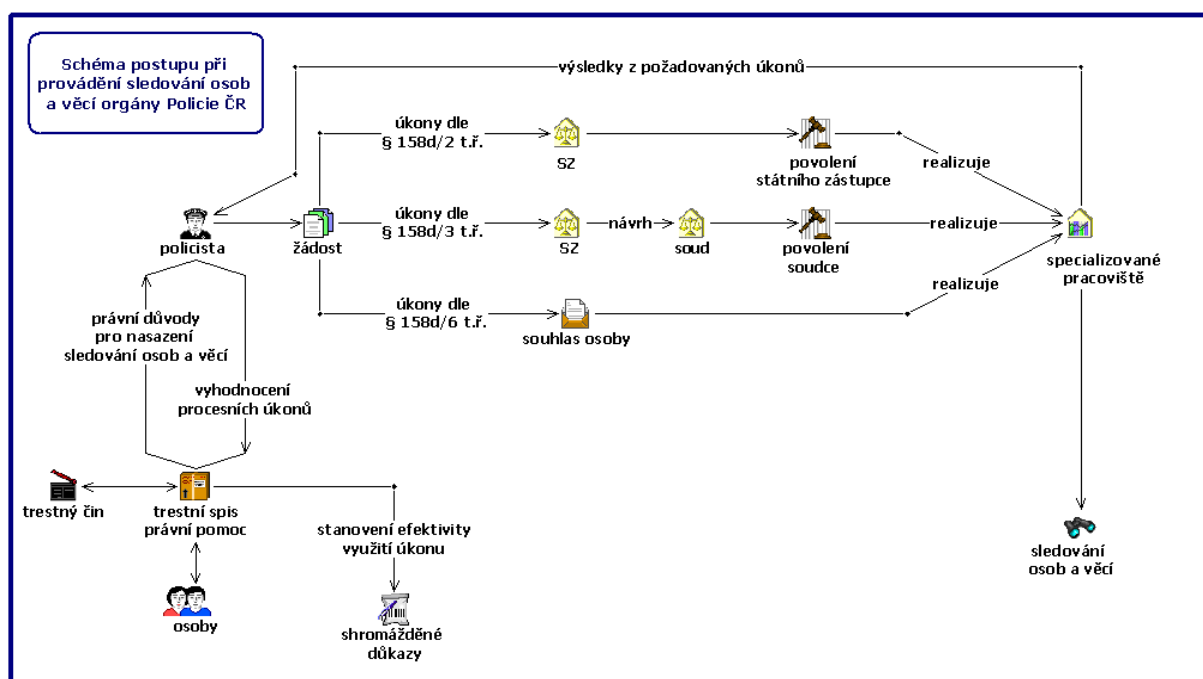 Schéma postupu při
provádění sledování osob
a věcí orgány Policie ČR
výsledky z požadovaných úkonů
úkony dle
§ 158d/2 t.ř.
SZ
povolení
státního zástupce
realizuje
policista
žádost
úkony dle
§ 158d/3 t.ř.
SZ
návrh
soud
povolení
soudce
realizuje
specializované
pracoviště
úkony dle
§ 158d/6 t.ř.
souhlas osoby
realizuje
právní důvody
pro nasazení
sledování osob a věcí
vyhodnocení
procesních úkonů
trestný čin
trestní spis
právní pomoc
stanovení efektivity
využití úkonu
sledování
osob a věcí
osoby
shromážděné
důkazy